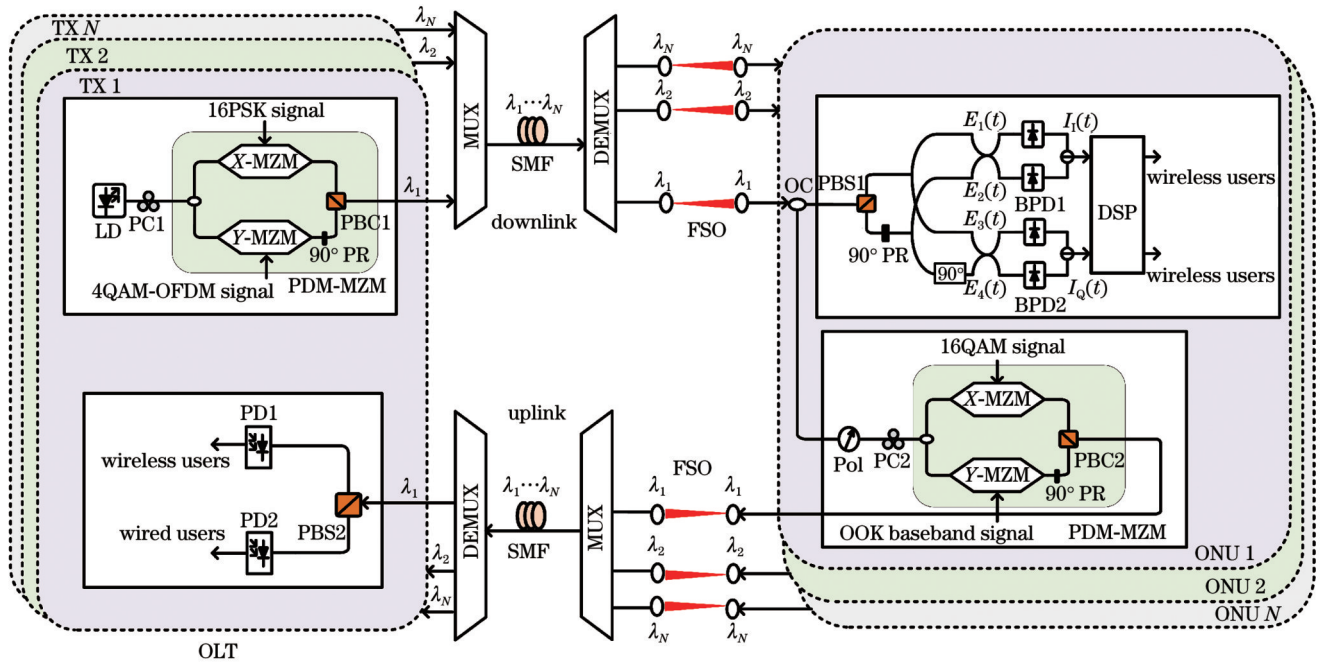 TX N
TX 2
TX 1
16PSK signal
X-MZM
LD
PC1
Y-MZM
PBC1
90° PR
4QAM-OFDM signal
PDM-MZM
λN
λ2
λ1
MUX
λ1···λN
SMF
downlink
DEMUX
λN
λN
λ2
λ2
λ1
λ1
FSO
OC
PBS1
90° PR
90°
E1(t)
E2(t)
E3(t)
E4(t)
BPD1
BPD2
II(t)
IQ(t)
DSP
wireless users
wireless users
16QAM signal
X-MZM
Pol
PC2
Y-MZM
PBC2
90° PR
OOK baseband signal
PDM-MZM
ONU 1
ONU 2
ONU N
FSO
λ1
λ1
λ2
λ2
λN
λN
MUX
uplink
λ1···λN
SMF
DEMUX
λ1
λ2
λN
PD1
wireless users
PD2
wired users
PBS2
OLT